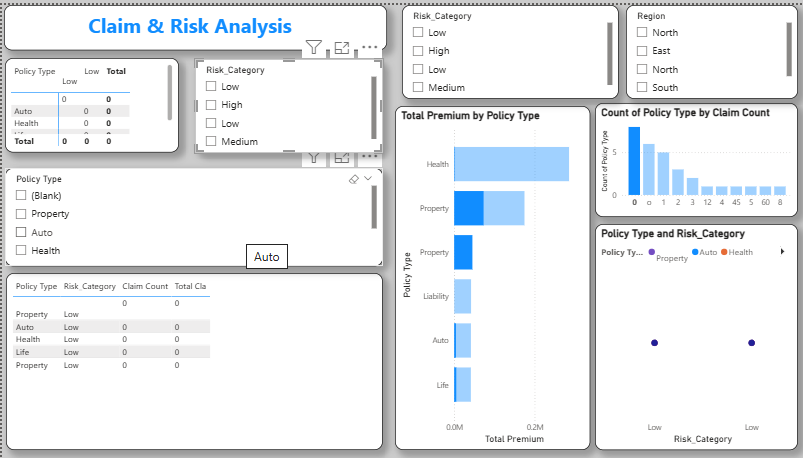 Claim & Risk Analysis
Policy Type Low Total
Low
0 0
Auto 0 0
Health 0 0
Total 0 0 0
Risk_Category
Low
High
Low
Medium
Risk_Category
Low
High
Low
Medium
Region
North
East
North
South
Policy Type
(Blank)
Property
Auto
Health
Auto
Policy Type Risk_Category Claim Count Total Cla
0 0
Property Low
Auto Low 0 0
Health Low 0 0
Life Low 0 0
Property Low 0 0
Total Premium by Policy Type
Policy Type
Health
Property
Property
Liability
Auto
Life
0.0M 0.2M
Total Premium
Count of Policy Type by Claim Count
Count of Policy Type
5
0
0 o 1 2 3 12 4 45 5 60 8
Policy Type and Risk_Category
Policy Ty... Property Auto Health
Low Low
Risk_Category